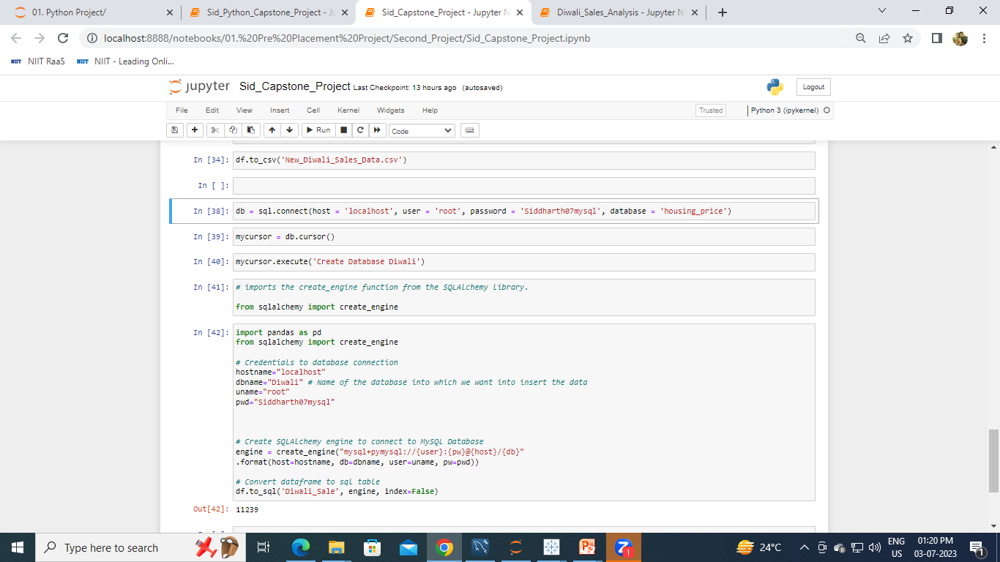 01. Python Project/
Sid_Python_Capstone_Project - Ju
Sid_Capstone_Project - Jupyter N
Diwali_Sales_Analysis - Jupyter N
localhost:8888/notebooks/01.%20Pre%20Placement%20Project/Second_Project/Sid_Capstone_Project.ipynb
NIIT NIIT RaaS NIIT NIIT - Leading Onli...
jupyter Sid_Capstone_Project Last Checkpoint: 13 hours ago (autosaved) Logout
File Edit View Insert Cell Kernel Widgets Help Trusted Python 3 (ipykernel)
Run Code
In [34]: df.to_csv('New_Diwali_Sales_Data.csv')
In [ ]:
In [38]: db = sql.connect(host = 'localhost', user = 'root', password = 'Siddharth07mysql', database = 'housing_price')
In [39]: mycursor = db.cursor()
In [40]: mycursor.execute('Create Database Diwali')
In [41]: # imports the create_engine function from the SQLAlchemy library.
from sqlalchemy import create_engine
In [42]: import pandas as pd
from sqlalchemy import create_engine
# Credentials to database connection
hostname="localhost"
dbname="Diwali" # Name of the database into which we want into insert the data
uname="root"
pwd="Siddharth07mysql"
# Create SQLAlchemy engine to connect to MySQL Database
engine = create_engine("mysql+pymysql://{user}:{pw}@{host}/{db}"
.format(host=hostname, db=dbname, user=uname, pw=pwd))
# Convert dataframe to sql table
df.to_sql('Diwali_Sale', engine, index=False)
Out[42]: 11239
Type here to search
24°C
ENG
US
01:20 PM
03-07-2023
1
1